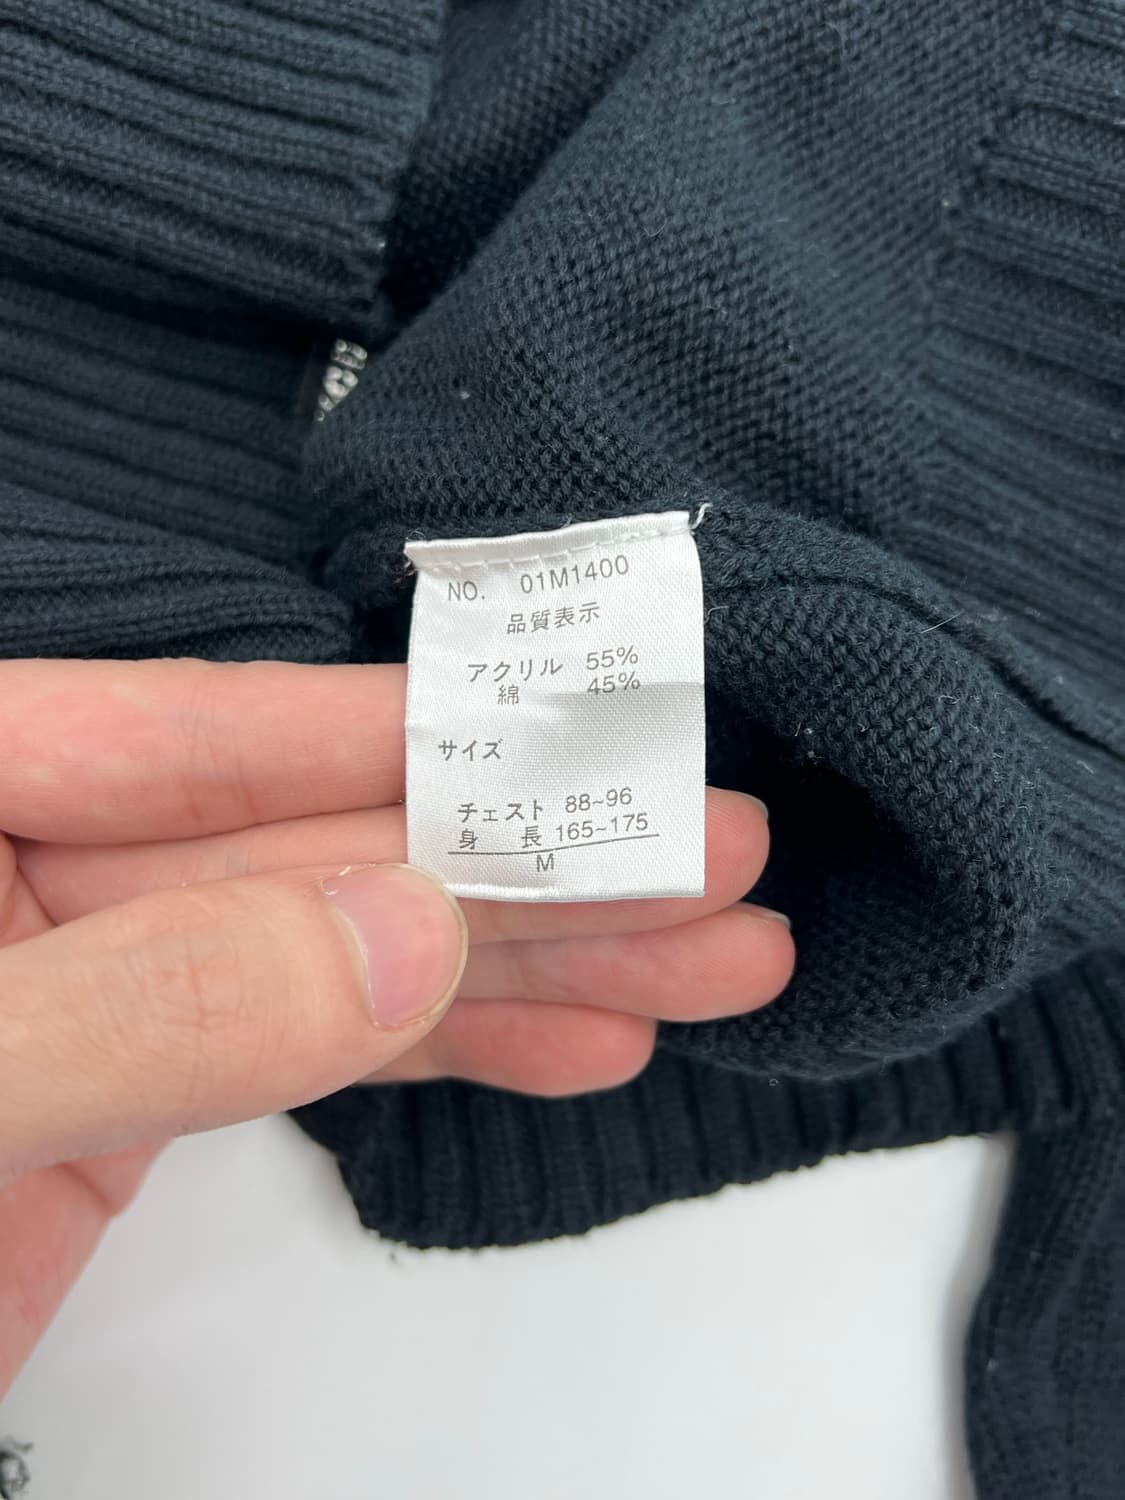 NO. 01M1400
品質表示
アクリル 55%
綿 45%
サイズ
チェスト 88~96
身 長 165~175
M